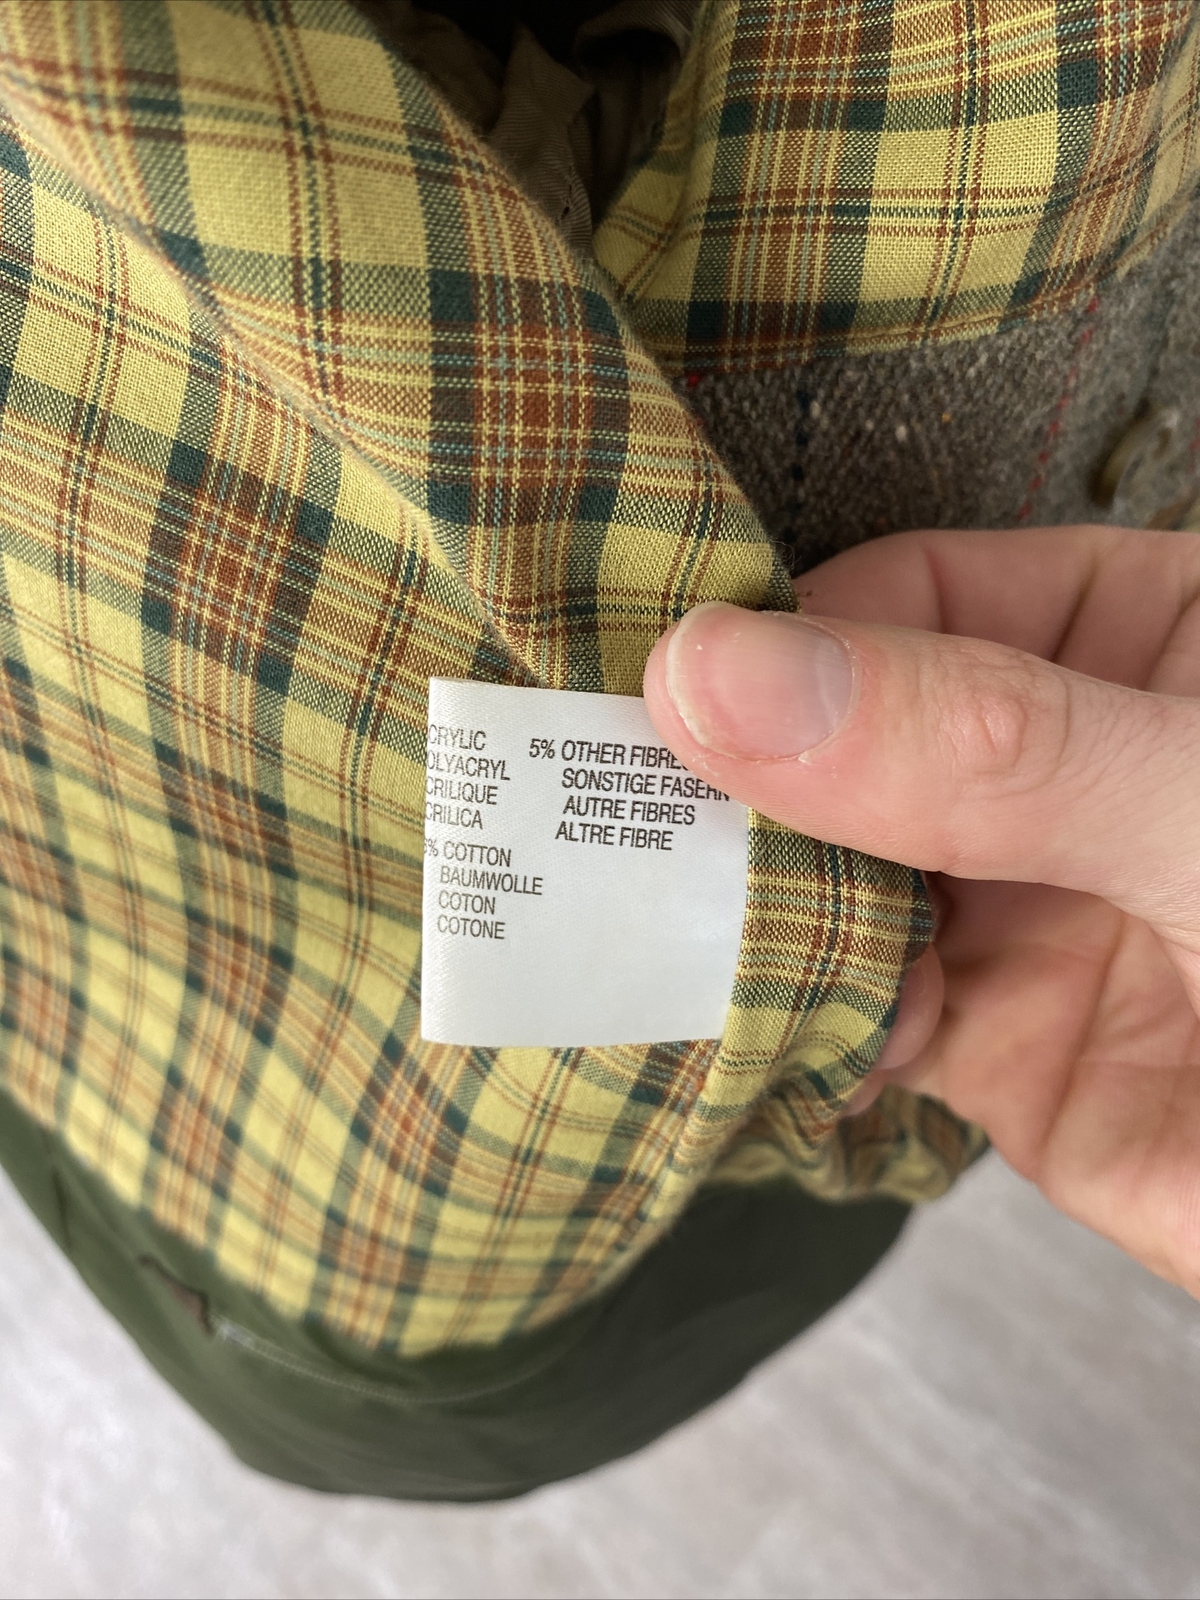 CRYLIC
OLYACRYL
CRILIQUE
CRILICA
% COTTON
BAUMWOLLE
COTON
COTONE
5% OTHER FIBRES
SONSTIGE FASERN
AUTRE FIBRES
ALTRE FIBRE